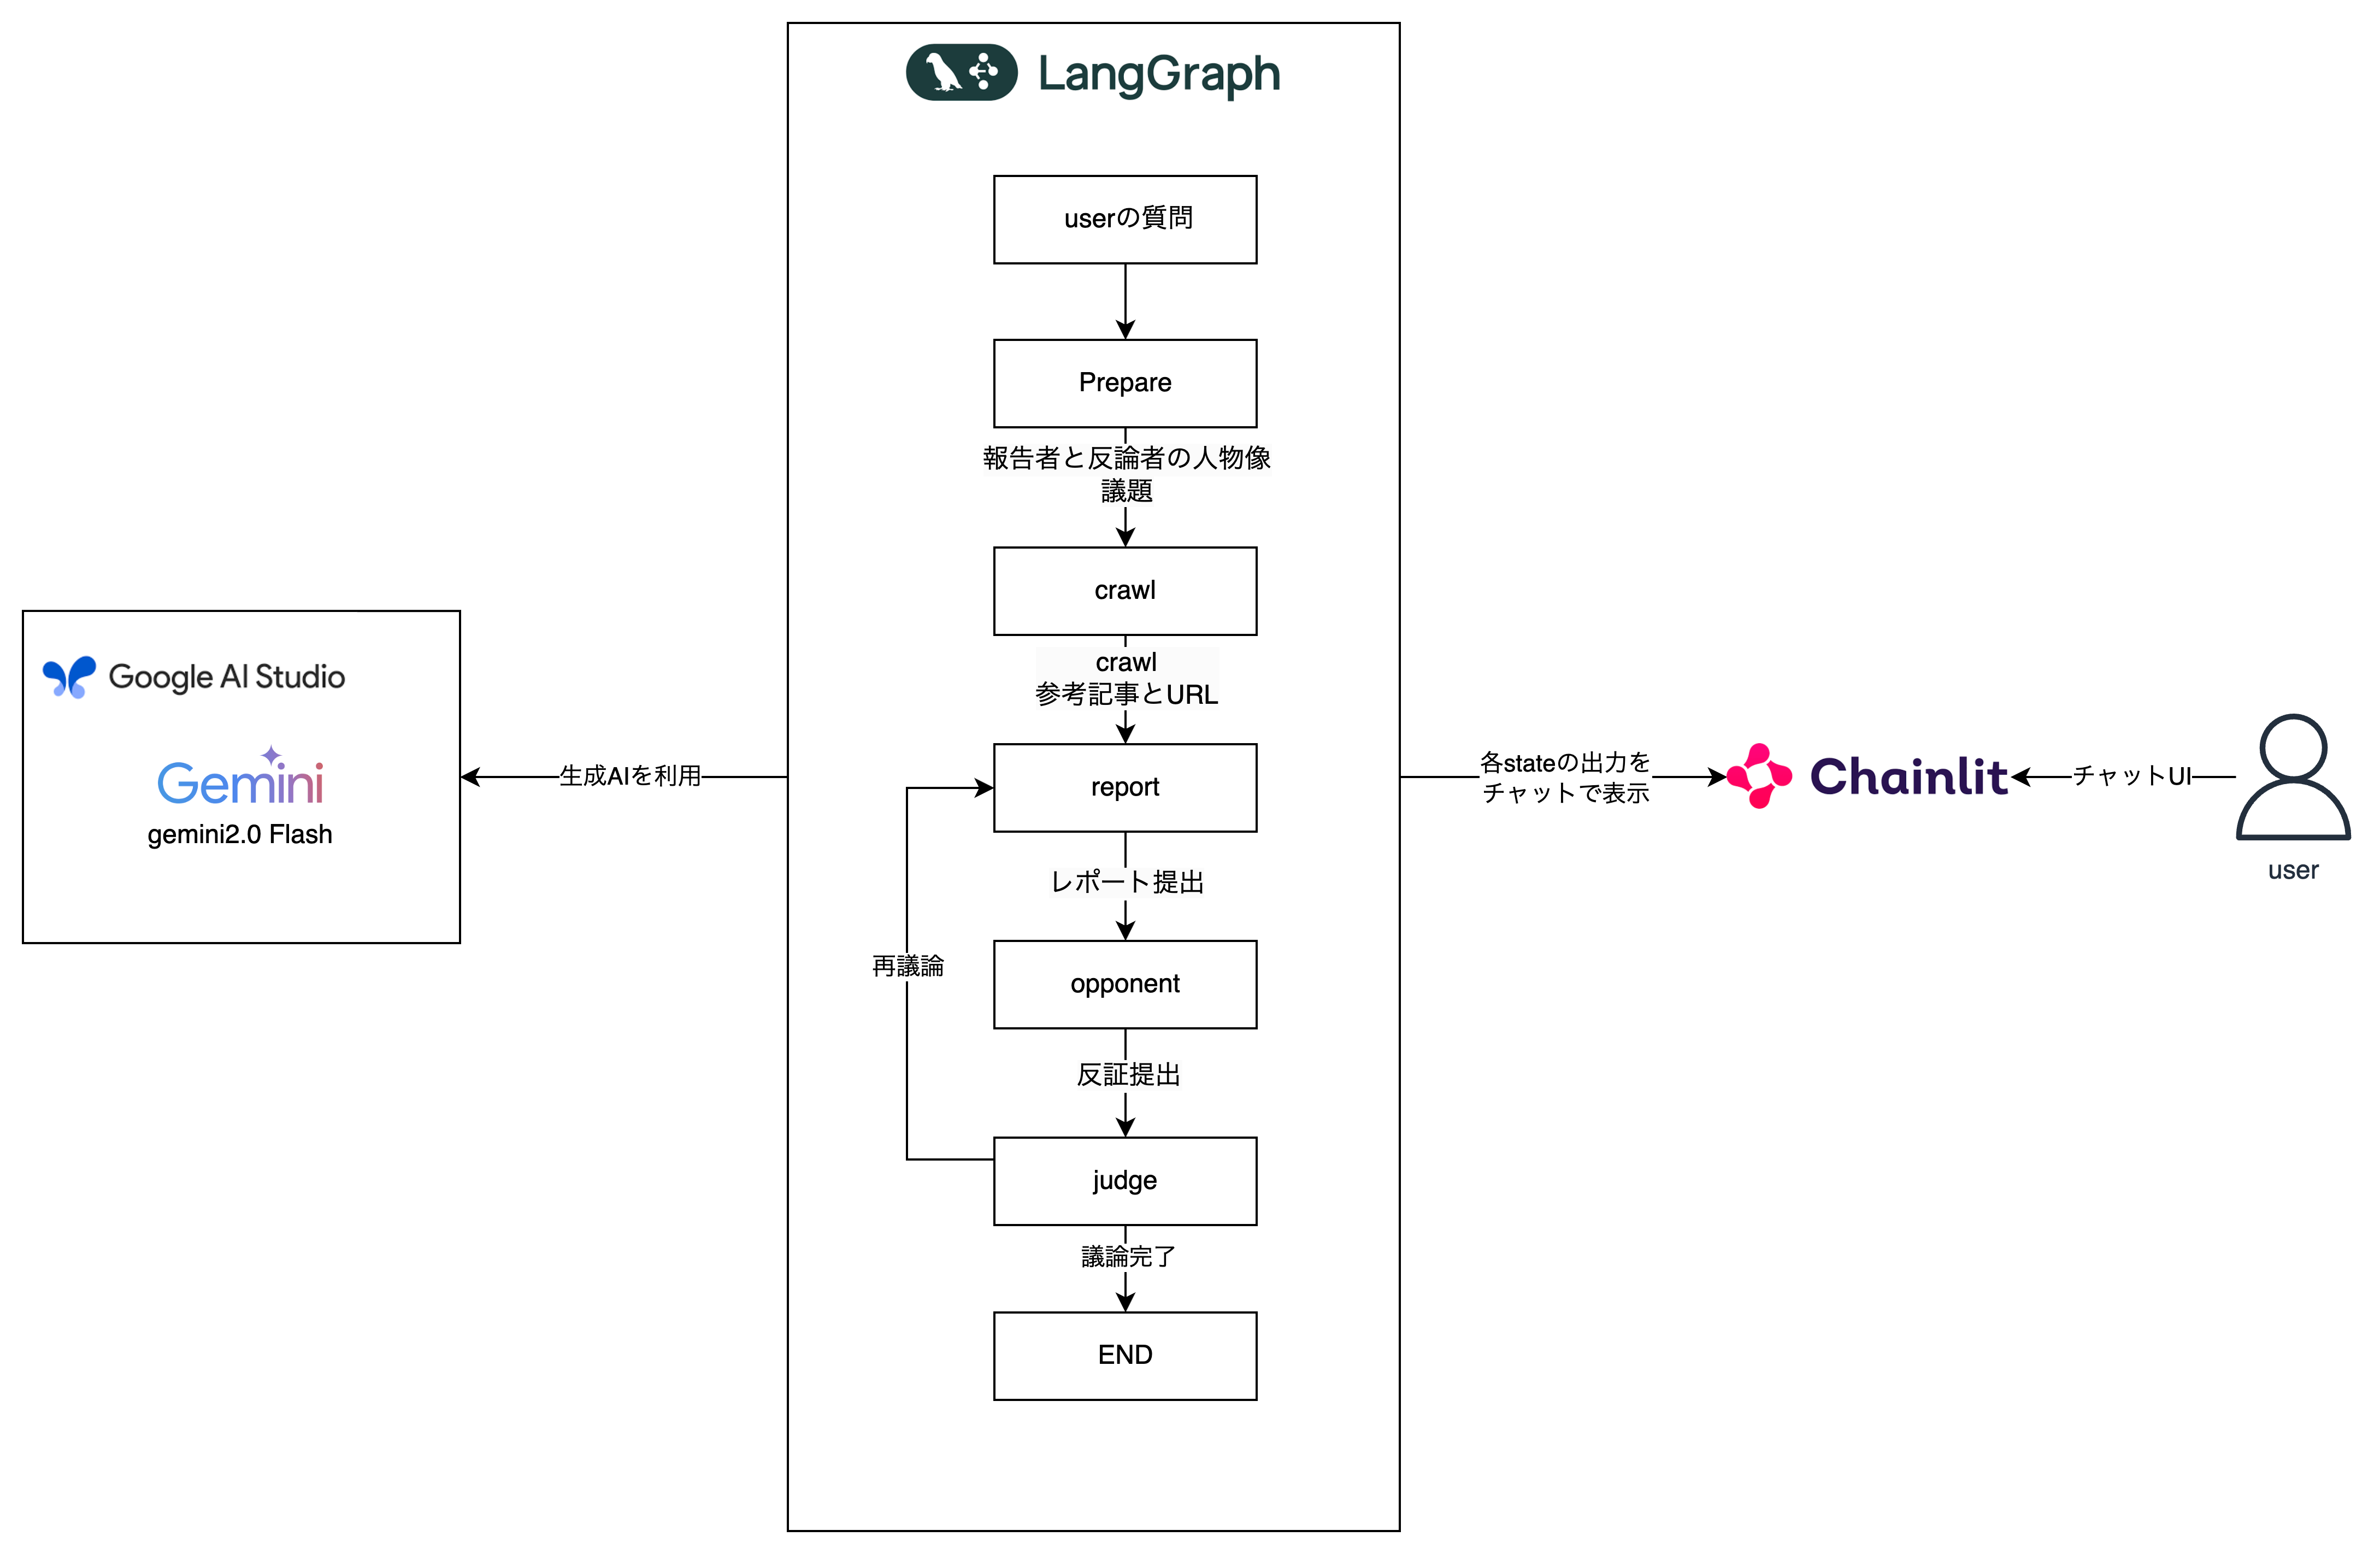 LangGraph
userの質問
Prepare
報告者と反論者の人物像
議題
crawl
crawl
参考記事とURL
report
レポート提出
opponent
再議論
反証提出
judge
議論完了
END
Google AI Studio
Gemini
gemini2.0 Flash
生成AIを利用
各stateの出力を
チャットで表示
Chainlit
チャットUI
user